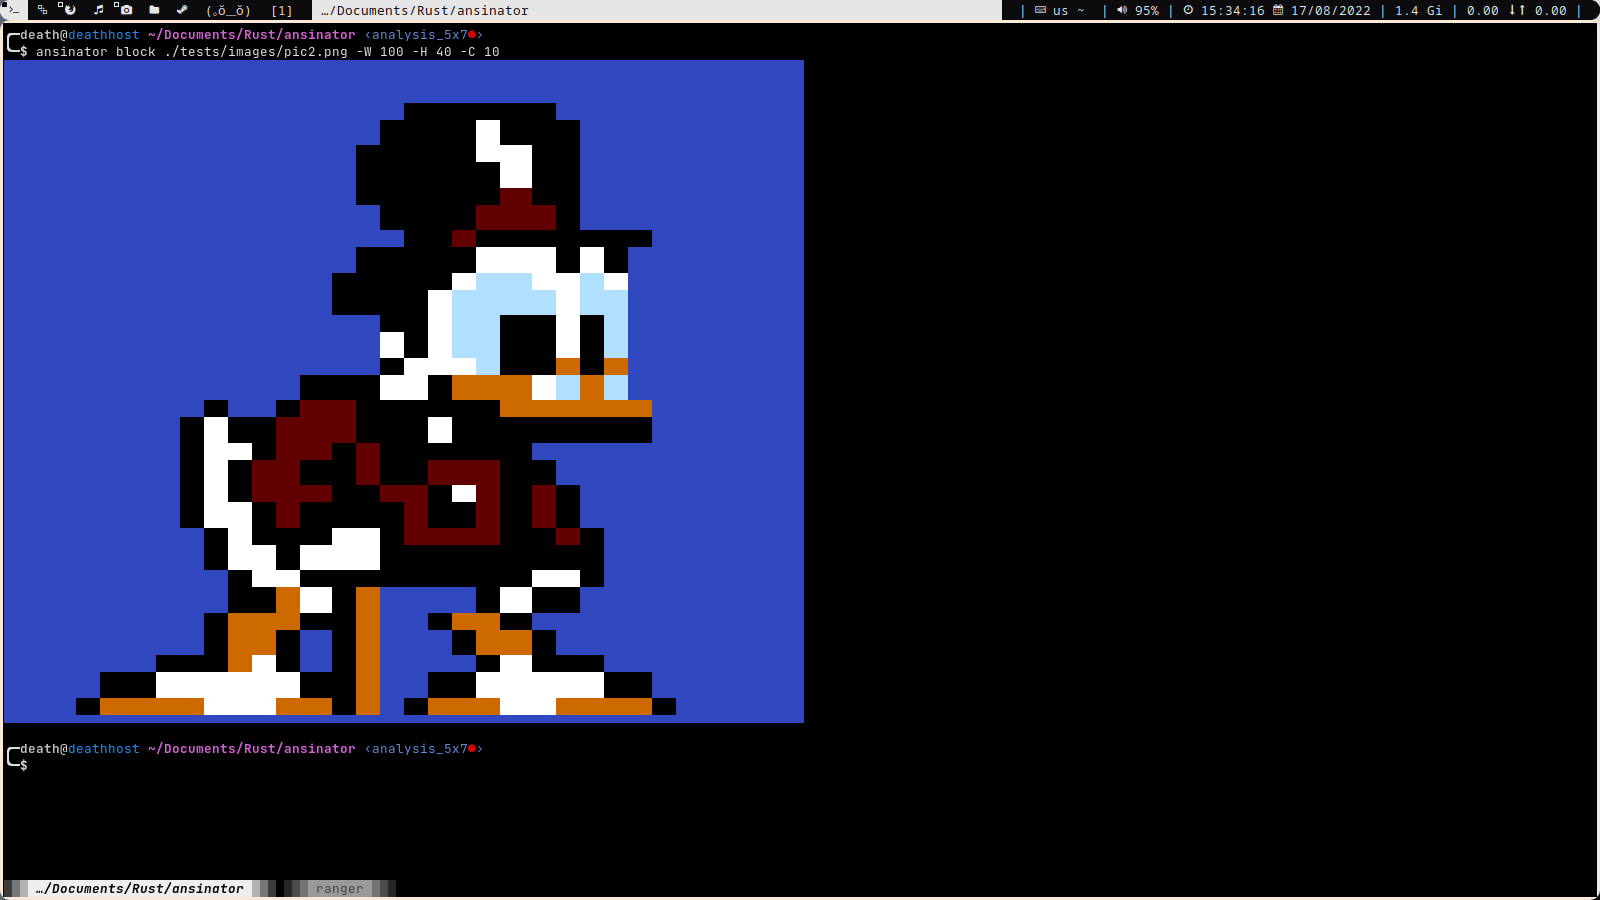 (。ŏ﹏ŏ) [1] …/Documents/Rust/ansinator | us ~ | 95% | 15:34:16 17/08/2022 | 1.4 Gi | 0.00 ↓↑ 0.00 |
death@deathhost ~/Documents/Rust/ansinator ‹analysis_5x7●›
$ ansinator block ./tests/images/pic2.png -W 100 -H 40 -C 10
death@deathhost ~/Documents/Rust/ansinator ‹analysis_5x7●›
$
…/Documents/Rust/ansinator ranger